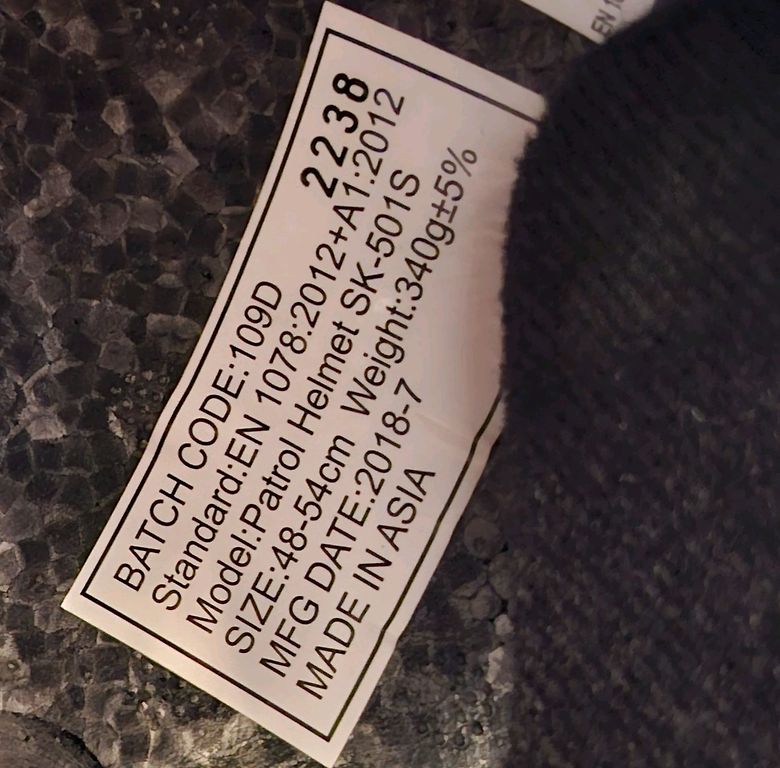 EN
2238
BATCH CODE:109D
Standard:EN 1078:2012+A1:2012
Model:Patrol Helmet SK-501S
SIZE:48-54cm Weight:340g±5%
MFG DATE:2018-7
MADE IN ASIA